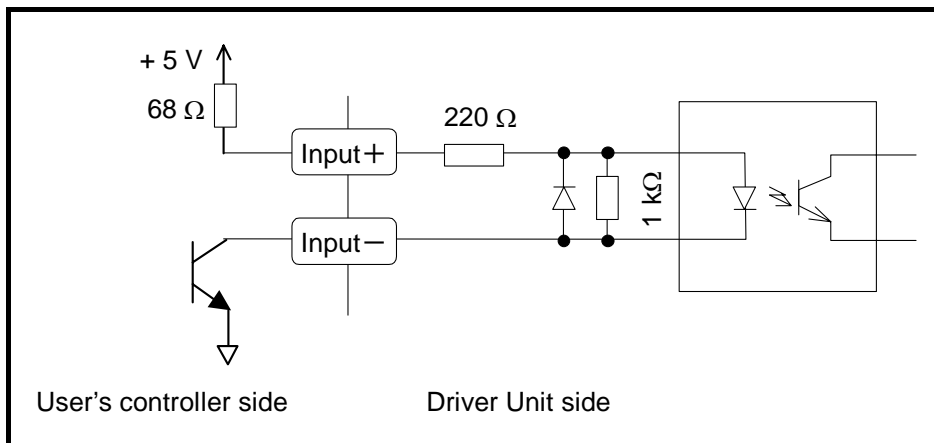 + 5 V
68 Ω
220 Ω
Input+
1 kΩ
Input−
User's controller side
Driver Unit side